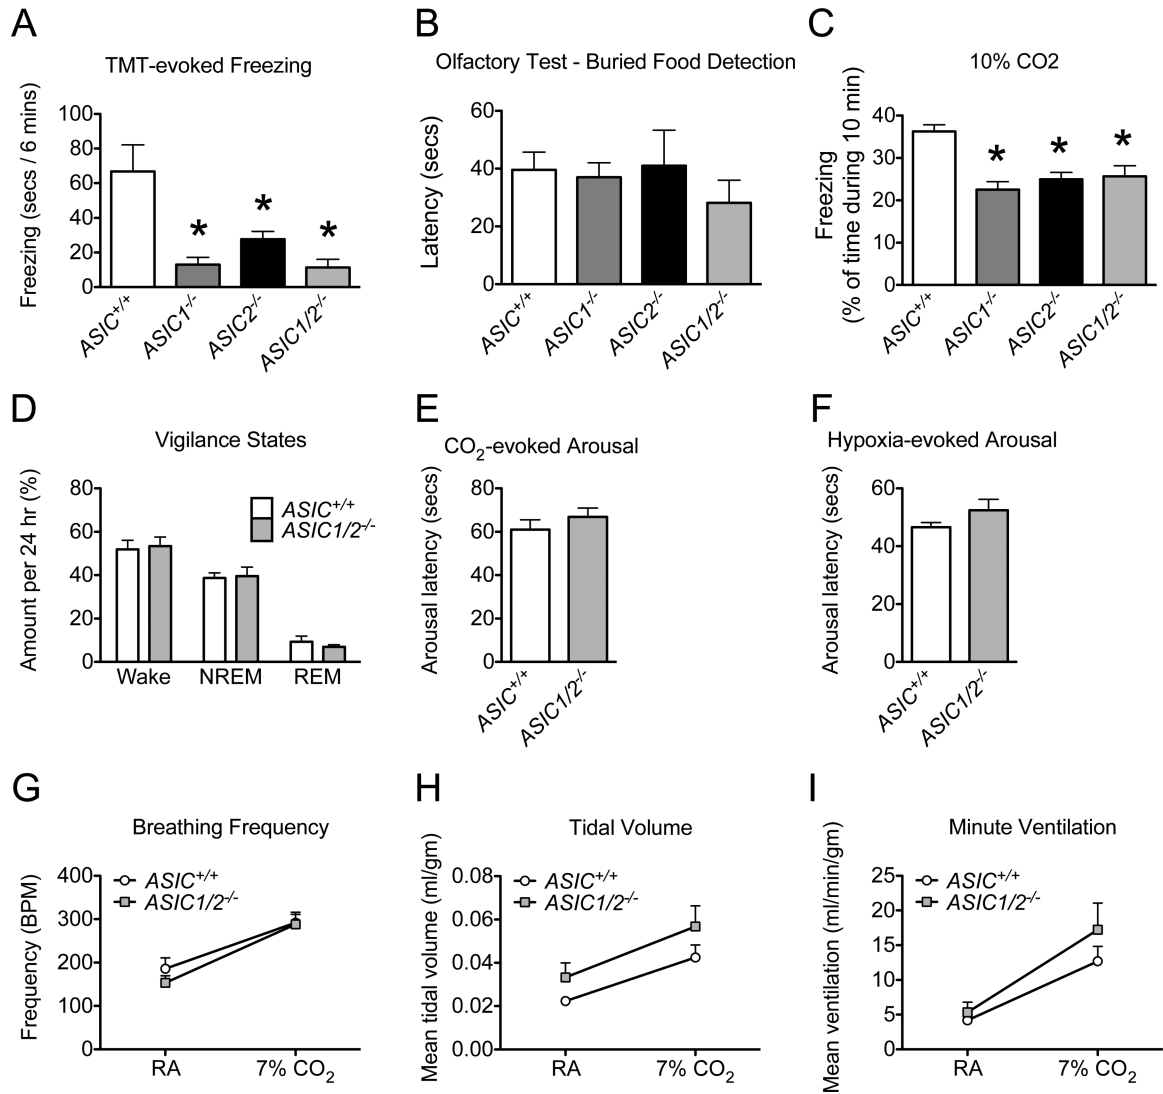 A
TMT-evoked Freezing
Freezing (secs / 6 mins)
100
80
60
40
20
0
*
*
*
ASIC+/+
ASIC1-/-
ASIC2-/-
ASIC1/2-/-
B
Olfactory Test - Buried Food Detection
Latency (secs)
60
40
20
0
ASIC+/+
ASIC1-/-
ASIC2-/-
ASIC1/2-/-
C
10% CO2
Freezing
(% of time during 10 min)
40
30
20
10
0
*
*
*
ASIC+/+
ASIC1-/-
ASIC2-/-
ASIC1/2-/-
D
Vigilance States
Amount per 24 hr (%)
80
60
40
20
0
ASIC+/+
ASIC1/2-/-
Wake NREM REM
E
CO2-evoked Arousal
Arousal latency (secs)
80
60
40
20
0
ASIC+/+
ASIC1/2-/-
F
Hypoxia-evoked Arousal
Arousal latency (secs)
60
40
20
0
ASIC+/+
ASIC1/2-/-
G
Breathing Frequency
Frequency (BPM)
400
300
200
100
0
ASIC+/+
ASIC1/2-/-
RA 7% CO2
H
Tidal Volume
Mean tidal volume (ml/gm)
0.08
0.06
0.04
0.02
0.00
ASIC+/+
ASIC1/2-/-
RA 7% CO2
I
Minute Ventilation
Mean ventilation (ml/min/gm)
25
20
15
10
5
0
ASIC+/+
ASIC1/2-/-
RA 7% CO2